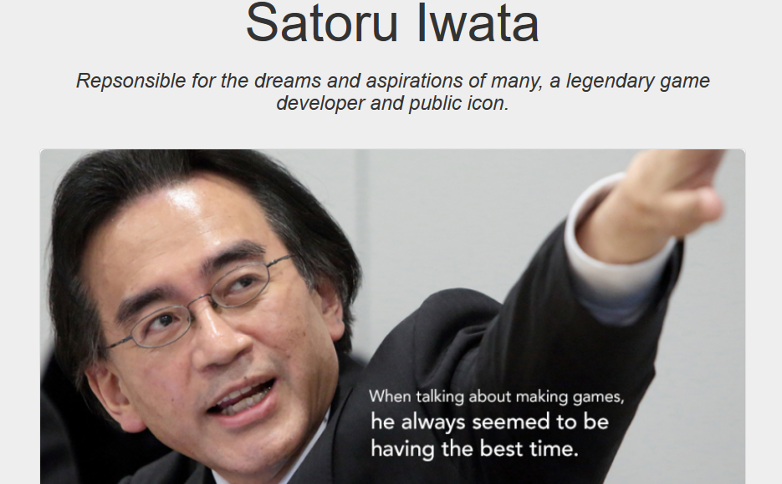 Satoru Iwata
Repsonsible for the dreams and aspirations of many, a legendary game
developer and public icon.
When talking about making games,
he always seemed to be
having the best time.